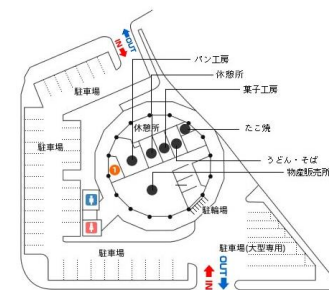 OUT
IN
パン工房
休憩所
菓子工房
駐車場
休憩所
たこ焼
駐車場
うどん・そば
1
物産販売所
駐輪場
駐車場
駐車場(大型専用)
IN
OUT